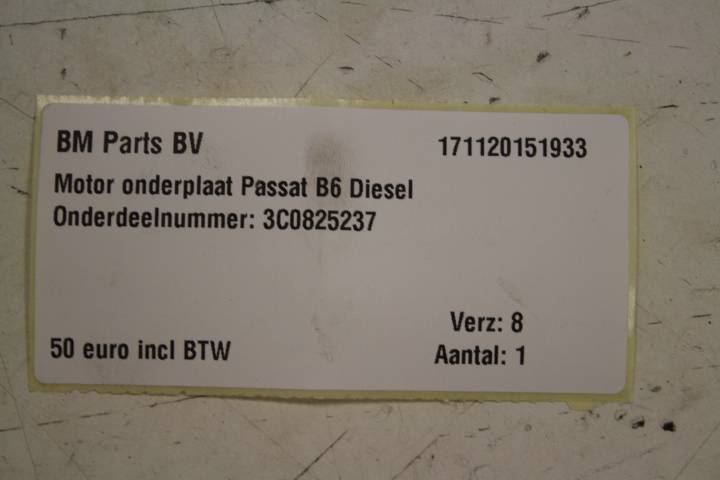 BM Parts BV 171120151933
Motor onderplaat Passat B6 Diesel
Onderdeelnummer: 3C0825237
Verz: 8
50 euro incl BTW Aantal: 1